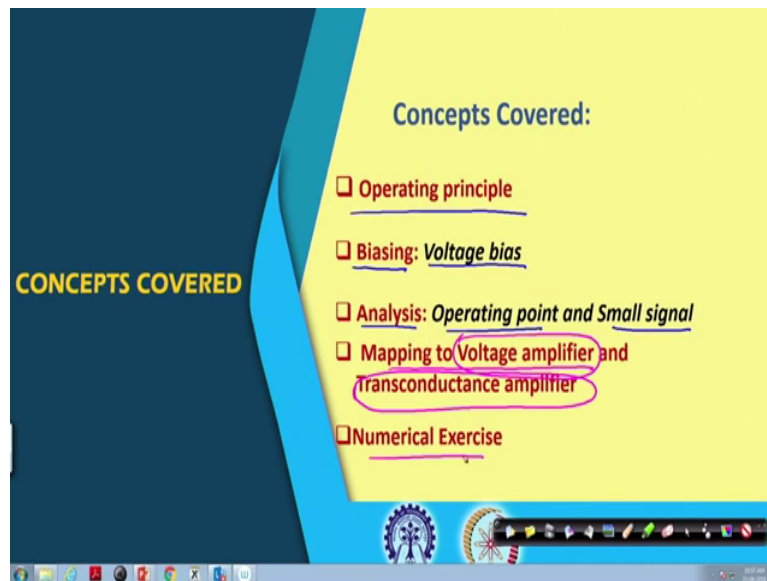 CONCEPTS COVERED
Concepts Covered:
Operating principle
Biasing: Voltage bias
Analysis: Operating point and Small signal
Mapping to Voltage amplifier and
Transconductance amplifier
Numerical Exercise